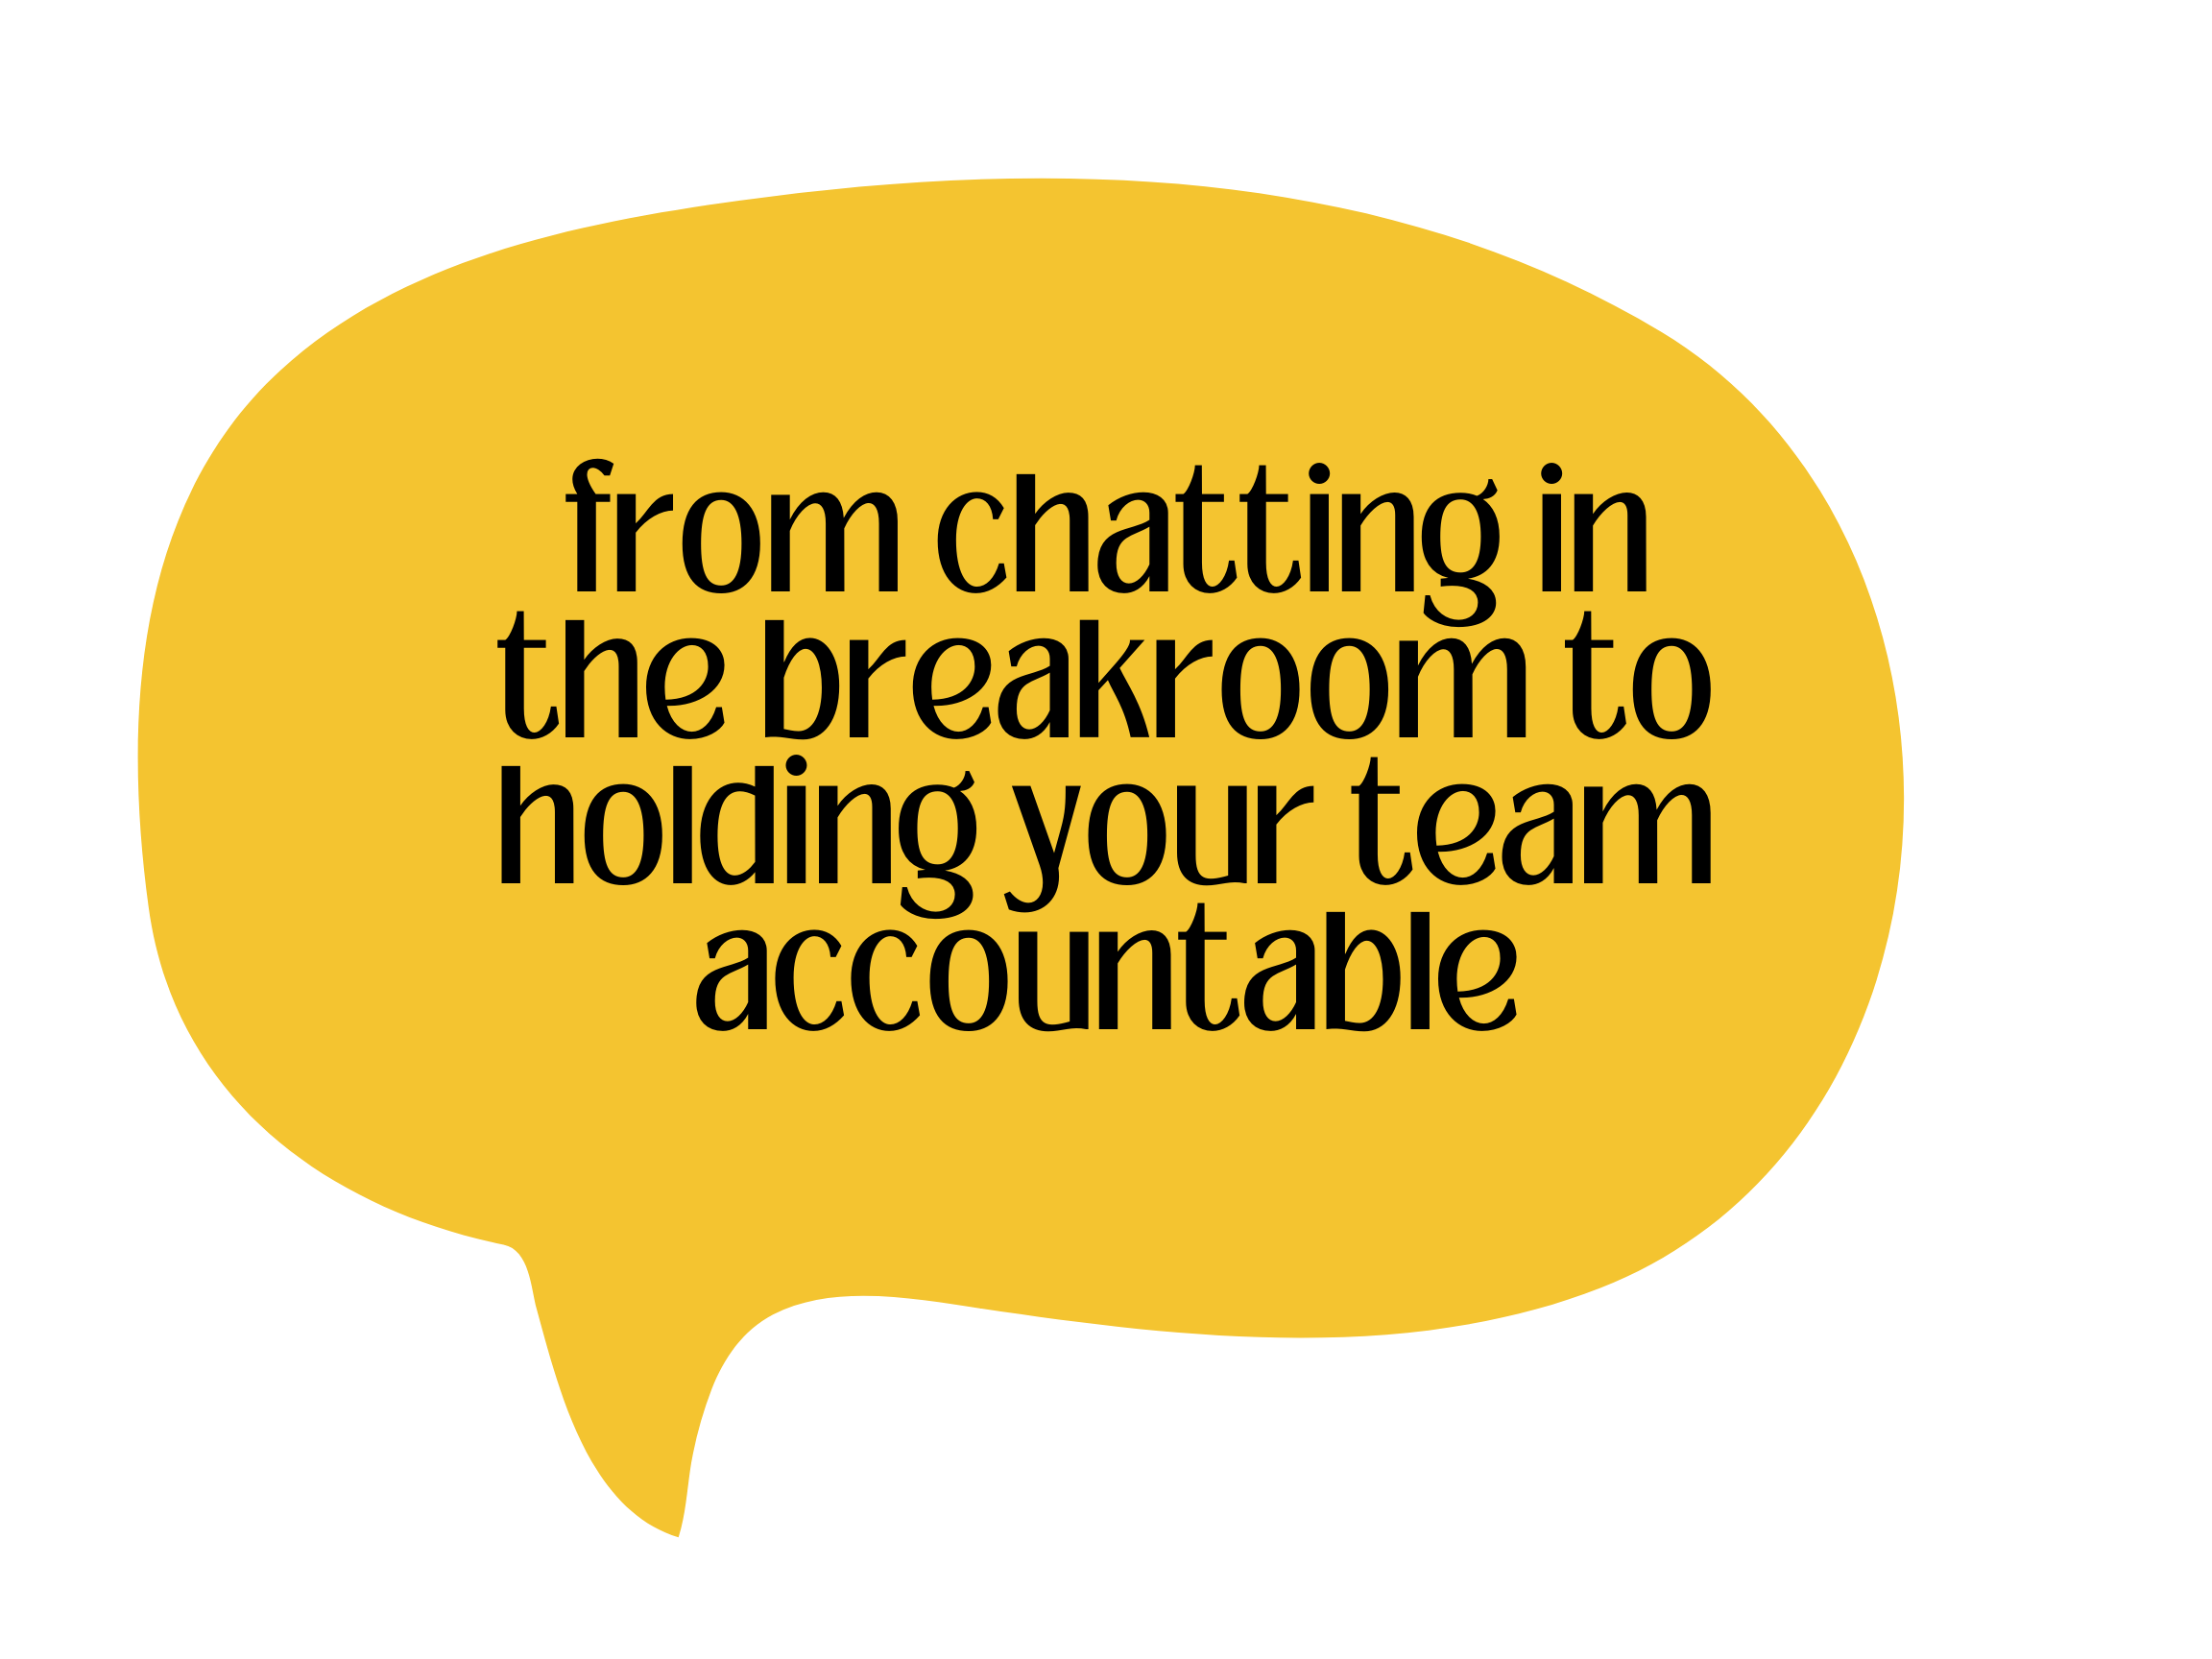 from chatting in
the breakroom to
holding your team
accountable